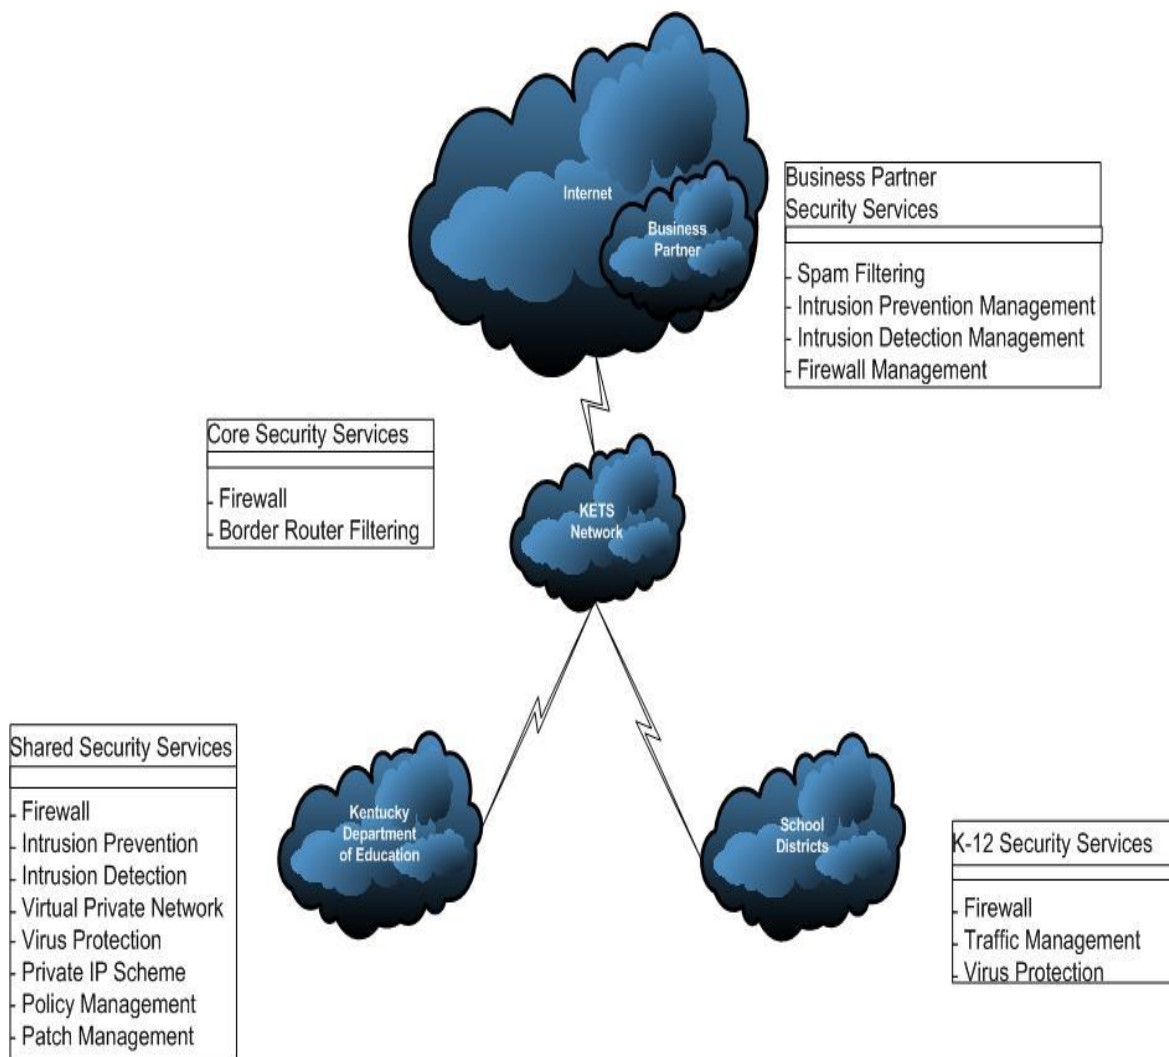 Internet
Business
Partner
Business Partner
Security Services
- Spam Filtering
- Intrusion Prevention Management
- Intrusion Detection Management
- Firewall Management
Core Security Services
- Firewall
- Border Router Filtering
KETS
Network
Shared Security Services
- Firewall
- Intrusion Prevention
- Intrusion Detection
- Virtual Private Network
- Virus Protection
- Private IP Scheme
- Policy Management
- Patch Management
Kentucky
Department
of Education
School
Districts
K-12 Security Services
- Firewall
- Traffic Management
- Virus Protection